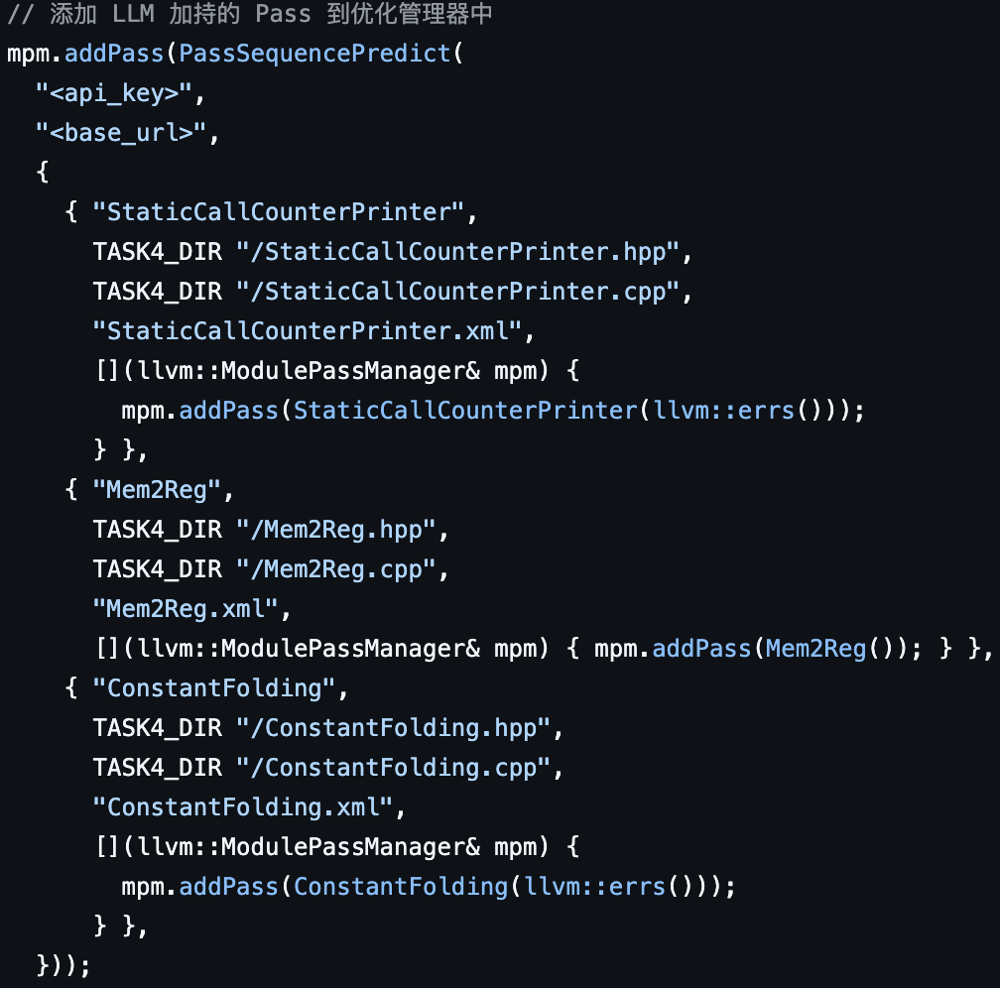 // 添加 LLM 加持的 Pass 到优化管理器中
mpm.addPass(PassSequencePredict(
  "<api_key>",
  "<base_url>",
  {
    { "StaticCallCounterPrinter",
      TASK4_DIR "/StaticCallCounterPrinter.hpp",
      TASK4_DIR "/StaticCallCounterPrinter.cpp",
      "StaticCallCounterPrinter.xml",
      [](llvm::ModulePassManager& mpm) {
        mpm.addPass(StaticCallCounterPrinter(llvm::errs()));
      } },
    { "Mem2Reg",
      TASK4_DIR "/Mem2Reg.hpp",
      TASK4_DIR "/Mem2Reg.cpp",
      "Mem2Reg.xml",
      [](llvm::ModulePassManager& mpm) { mpm.addPass(Mem2Reg()); } },
    { "ConstantFolding",
      TASK4_DIR "/ConstantFolding.hpp",
      TASK4_DIR "/ConstantFolding.cpp",
      "ConstantFolding.xml",
      [](llvm::ModulePassManager& mpm) {
        mpm.addPass(ConstantFolding(llvm::errs()));
      } },
  }));